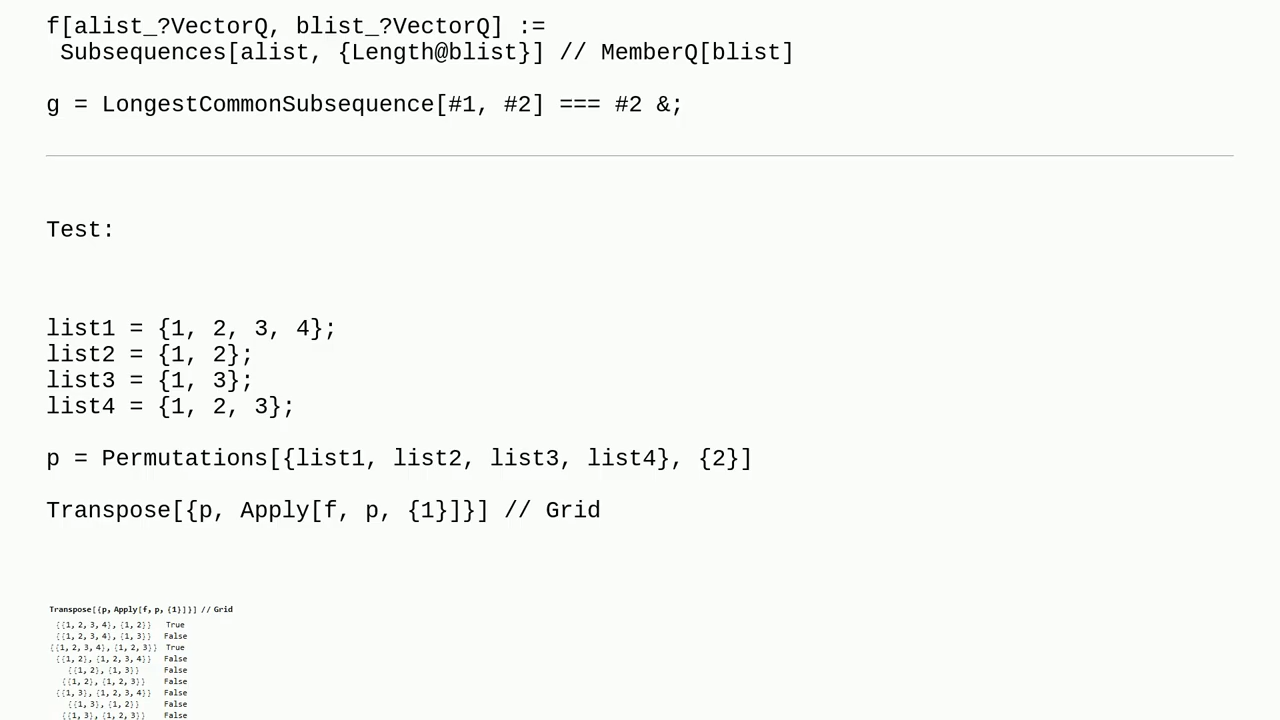 f[alist_?VectorQ, blist_?VectorQ] :=
 Subsequences[alist, {Length@blist}] // MemberQ[blist]
g = LongestCommonSubsequence[#1, #2] === #2 &;
Test:
list1 = {1, 2, 3, 4};
list2 = {1, 2};
list3 = {1, 3};
list4 = {1, 2, 3};
p = Permutations[{list1, list2, list3, list4}, {2}]
Transpose[{p, Apply[f, p, {1}]}] // Grid
Transpose[{p, Apply[f, p, {1}]}] // Grid
{{1, 2, 3, 4}, {1, 2}} True
{{1, 2, 3, 4}, {1, 3}} False
{{1, 2, 3, 4}, {1, 2, 3}} True
{{1, 2}, {1, 2, 3, 4}} False
{{1, 2}, {1, 3}} False
{{1, 2}, {1, 2, 3}} False
{{1, 3}, {1, 2, 3, 4}} False
{{1, 3}, {1, 2}} False
{{1, 3}, {1, 2, 3}} False